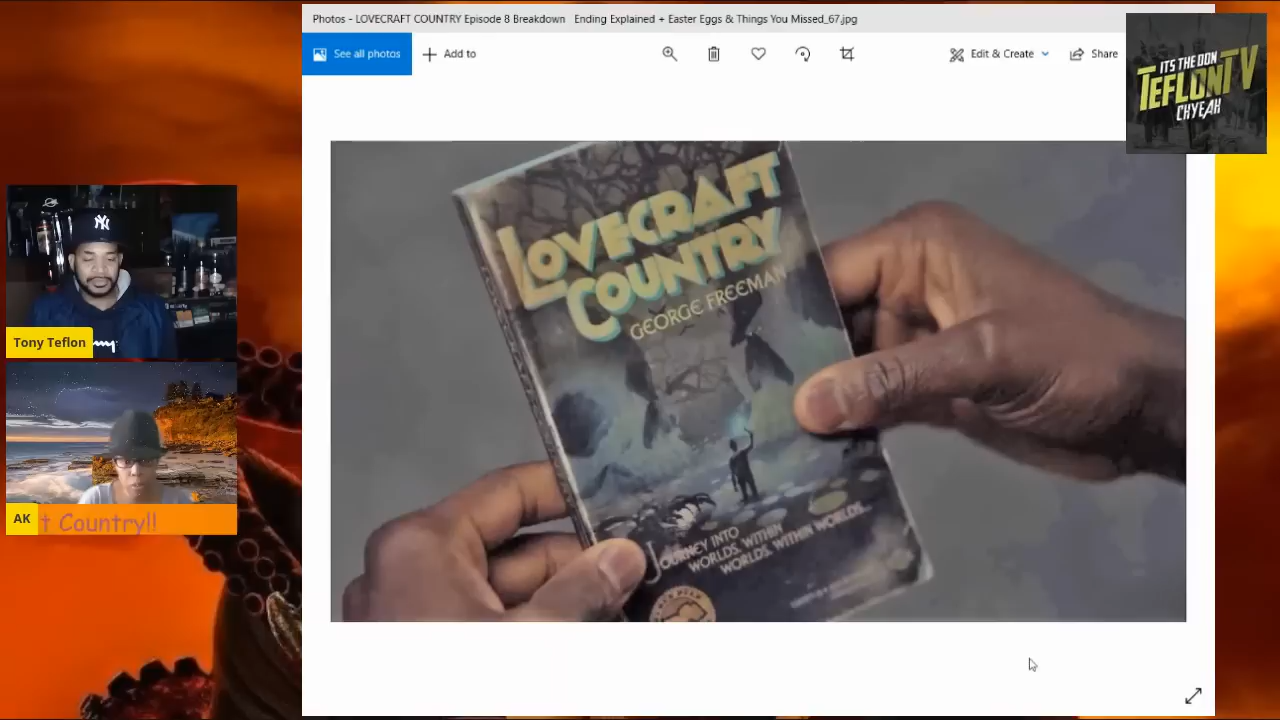 Photos - LOVECRAFT COUNTRY Episode 8 Breakdown Ending Explained + Easter Eggs & Things You Missed_67.jpg
See all photos
Add to
Edit & Create
Share
ITS THE DON
TEFLONTV
CHYEAH
NY
Tony Teflon
AK
t Country!!
LOVECRAFT
COUNTRY
GEORGE FREEMAN
JOURNEY INTO
WORLDS, WITHIN
WORLDS, WITHIN WORLDS...